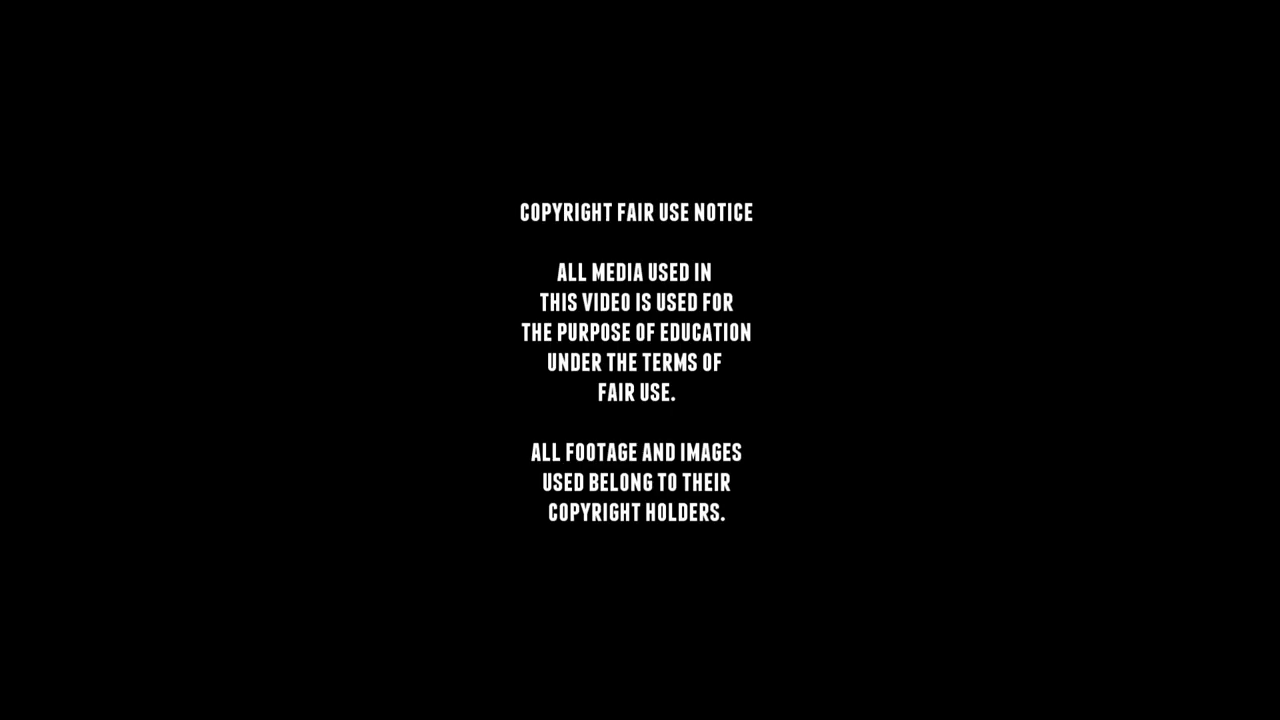 COPYRIGHT FAIR USE NOTICE
ALL MEDIA USED IN
THIS VIDEO IS USED FOR
THE PURPOSE OF EDUCATION
UNDER THE TERMS OF
FAIR USE.
ALL FOOTAGE AND IMAGES
USED BELONG TO THEIR
COPYRIGHT HOLDERS.